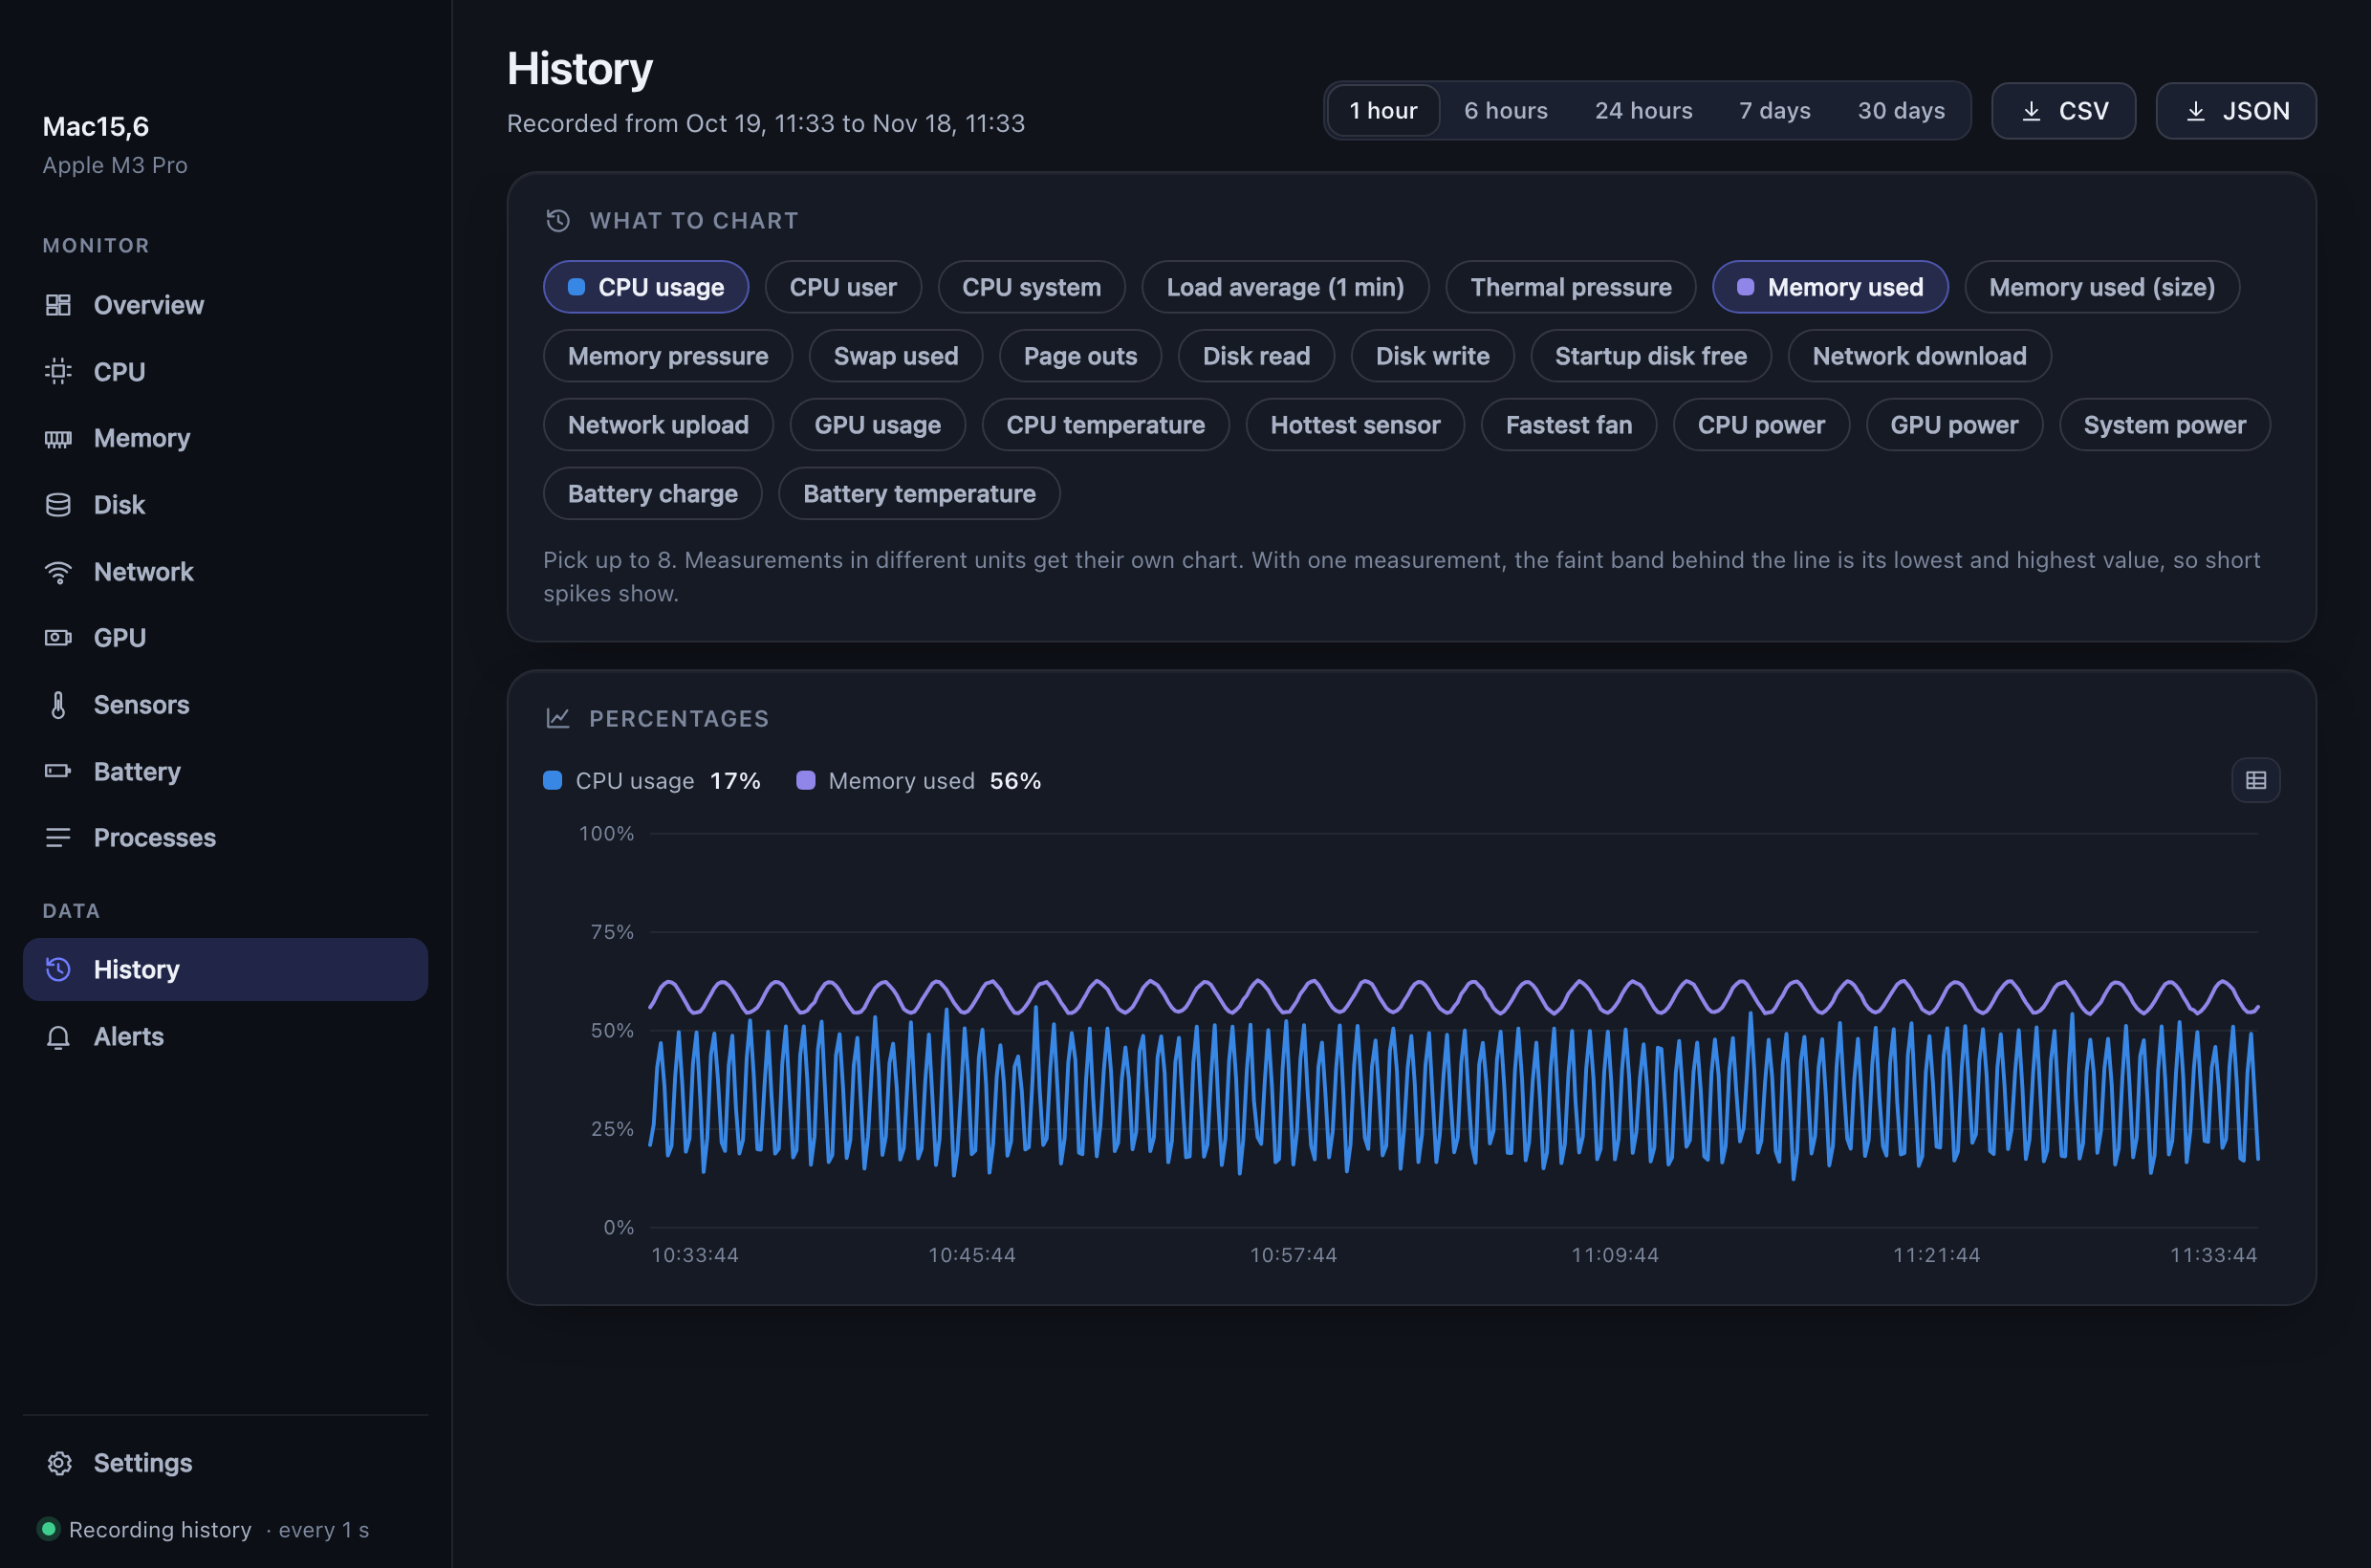 Mac15,6
Apple M3 Pro
MONITOR
Overview
CPU
Memory
Disk
Network
GPU
Sensors
Battery
Processes
DATA
History
Alerts
Settings
Recording history · every 1 s
History
Recorded from Oct 19, 11:33 to Nov 18, 11:33
1 hour 6 hours 24 hours 7 days 30 days CSV JSON
WHAT TO CHART
CPU usage CPU user CPU system Load average (1 min) Thermal pressure Memory used Memory used (size)
Memory pressure Swap used Page outs Disk read Disk write Startup disk free Network download
Network upload GPU usage CPU temperature Hottest sensor Fastest fan CPU power GPU power System power
Battery charge Battery temperature
Pick up to 8. Measurements in different units get their own chart. With one measurement, the faint band behind the line is its lowest and highest value, so short
spikes show.
PERCENTAGES
CPU usage 17% Memory used 56%
100%
75%
50%
25%
0%
10:33:44 10:45:44 10:57:44 11:09:44 11:21:44 11:33:44